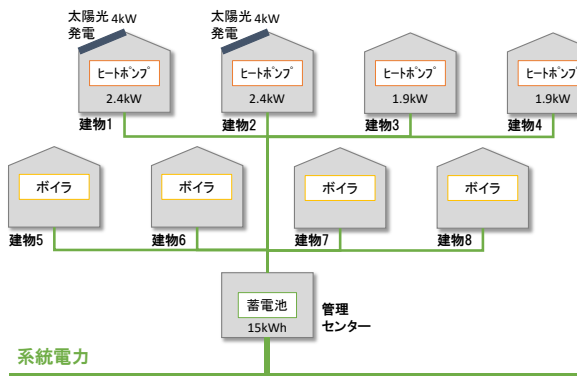 太陽光 4kW
発電
太陽光 4kW
発電
ヒートポンプ
ヒートポンプ
ヒートポンプ
ヒートポンプ
2.4kW
2.4kW
1.9kW
1.9kW
建物1
建物2
建物3
建物4
ボイラ
ボイラ
ボイラ
ボイラ
建物5
建物6
建物7
建物8
蓄電池
15kWh
管理
センター
系統電力